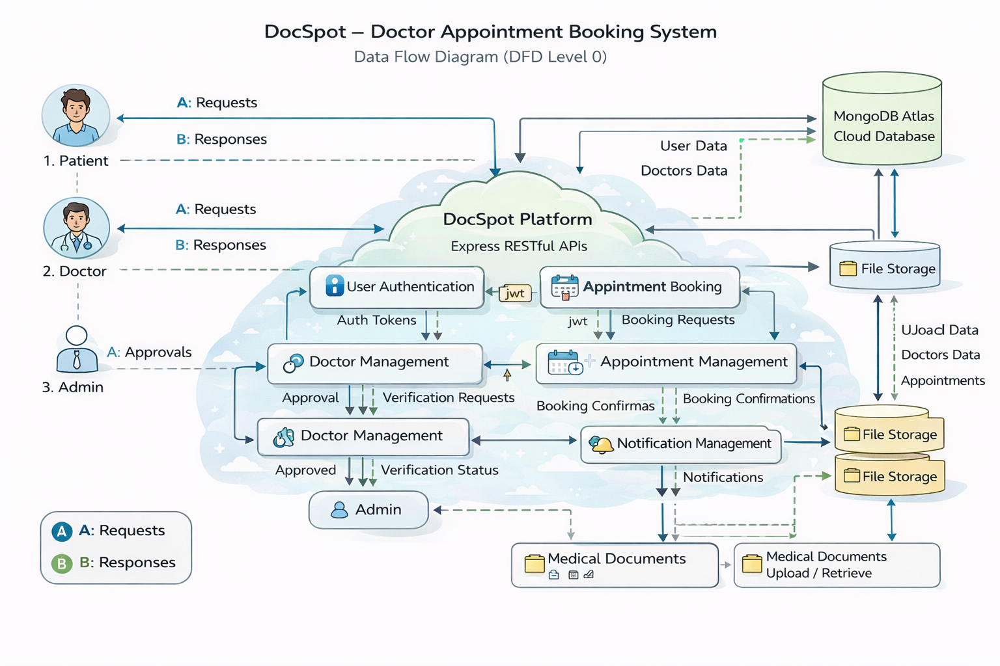 DocSpot – Doctor Appointment Booking System
Data Flow Diagram (DFD Level 0)
A: Requests
B: Responses
1. Patient
MongoDB Atlas
Cloud Database
User Data
Doctors Data
A: Requests
B: Responses
2. Doctor
DocSpot Platform
Express RESTful APIs
File Storage
User Authentication
jwt
Appintment Booking
Auth Tokens
jwt
Booking Requests
UJoacl Data
Doctors Data
Appointments
A: Approvals
3. Admin
Doctor Management
Appointment Management
Approval
Verification Requests
Booking Confirmas
Booking Confirmations
Doctor Management
Notification Management
File Storage
File Storage
Approved
Verification Status
Notifications
Admin
A A: Requests
B B: Responses
Medical Documents
Medical Documents
Upload / Retrieve